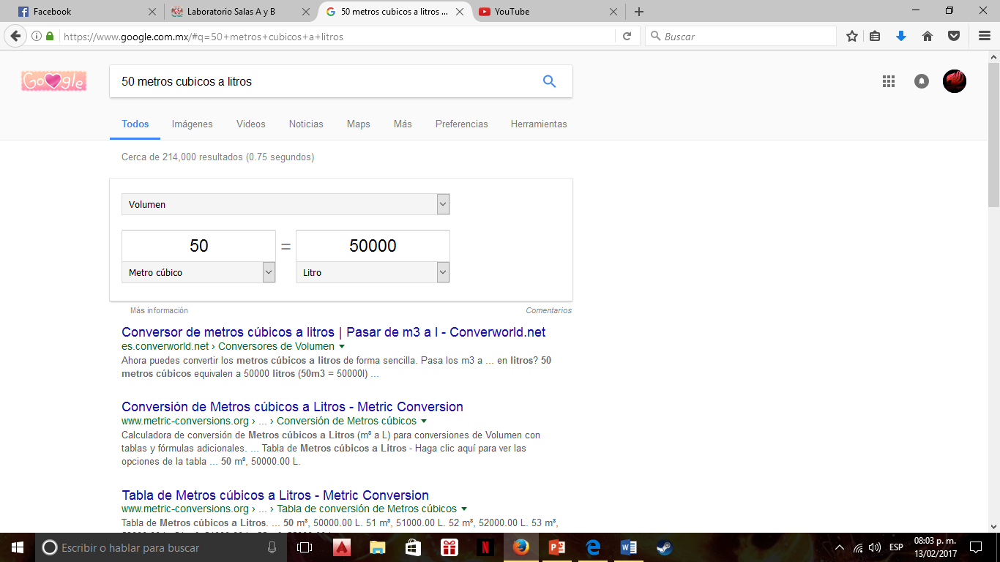 Facebook
Laboratorio Salas A y B
50 metros cubicos a litros ...
YouTube
https://www.google.com.mx/#q=50+metros+cubicos+a+litros
Buscar
Google
50 metros cubicos a litros
Todos Imágenes Videos Noticias Maps Más Preferencias Herramientas
Cerca de 214,000 resultados (0.75 segundos)
Volumen
50 = 50000
Metro cúbico Litro
Más información Comentarios
Conversor de metros cúbicos a litros | Pasar de m3 a l - Converworld.net
es.converworld.net › Conversores de Volumen
Ahora puedes convertir los metros cúbicos a litros de forma sencilla. Pasa los m3 a ... en litros? 50
metros cúbicos equivalen a 50000 litros (50m3 = 50000l) ...
Conversión de Metros cúbicos a Litros - Metric Conversion
www.metric-conversions.org › ... › Conversión de Metros cúbicos
Calculadora de conversión de Metros cúbicos a Litros (m³ a L) para conversiones de Volumen con
tablas y fórmulas adicionales. ... Tabla de Metros cúbicos a Litros - Haga clic aquí para ver las
opciones de la tabla ... 50 m³, 50000.00 L.
Tabla de Metros cúbicos a Litros - Metric Conversion
www.metric-conversions.org › ... › Tabla de conversión de Metros cúbicos
Tabla de Metros cúbicos a Litros. ... 50 m³, 50000.00 L. 51 m³, 51000.00 L. 52 m³, 52000.00 L. 53 m³,
Escribir o hablar para buscar
ESP
08:03 p. m.
13/02/2017